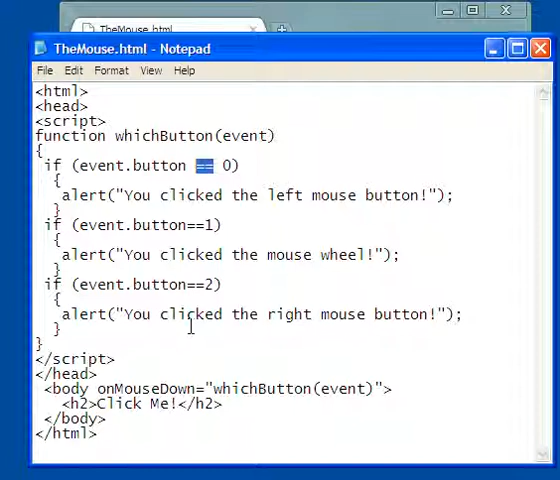 TheMouse.html
TheMouse.html - Notepad
File Edit Format View Help
<html>
<head>
<script>
function whichButton(event)
{
if (event.button == 0)
{
alert("You clicked the left mouse button!");
}
if (event.button==1)
{
alert("You clicked the mouse wheel!");
}
if (event.button==2)
{
alert("You clicked the right mouse button!");
}
}
</script>
</head>
<body onMouseDown="whichButton(event)">
<h2>Click Me!</h2>
</body>
</html>